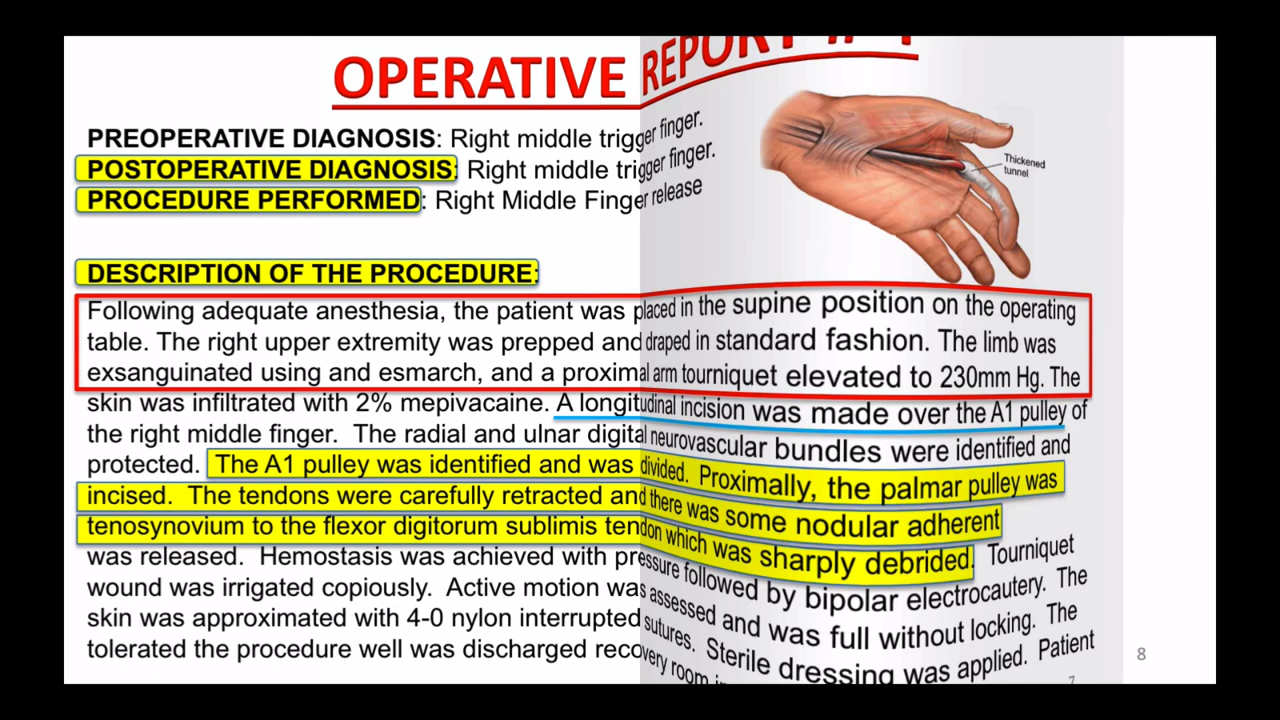 OPERATIVE REPORT # 1
PREOPERATIVE DIAGNOSIS: Right middle trigger finger.
POSTOPERATIVE DIAGNOSIS: Right middle trigger finger.
PROCEDURE PERFORMED: Right Middle Finger release
Thickened
tunnel
DESCRIPTION OF THE PROCEDURE:
Following adequate anesthesia, the patient was placed in the supine position on the operating
table. The right upper extremity was prepped and draped in standard fashion. The limb was
exsanguinated using and esmarch, and a proximal arm tourniquet elevated to 230mm Hg. The
skin was infiltrated with 2% mepivacaine. A longitudinal incision was made over the A1 pulley of
the right middle finger. The radial and ulnar digital neurovascular bundles were identified and
protected. The A1 pulley was identified and was divided. Proximally, the palmar pulley was
incised. The tendons were carefully retracted and there was some nodular adherent
tenosynovium to the flexor digitorum sublimis tendon which was sharply debrided. Tourniquet
was released. Hemostasis was achieved with pressure followed by bipolar electrocautery. The
wound was irrigated copiously. Active motion was assessed and was full without locking. The
skin was approximated with 4-0 nylon interrupted sutures. Sterile dressing was applied. Patient
tolerated the procedure well was discharged recovery room
7
8